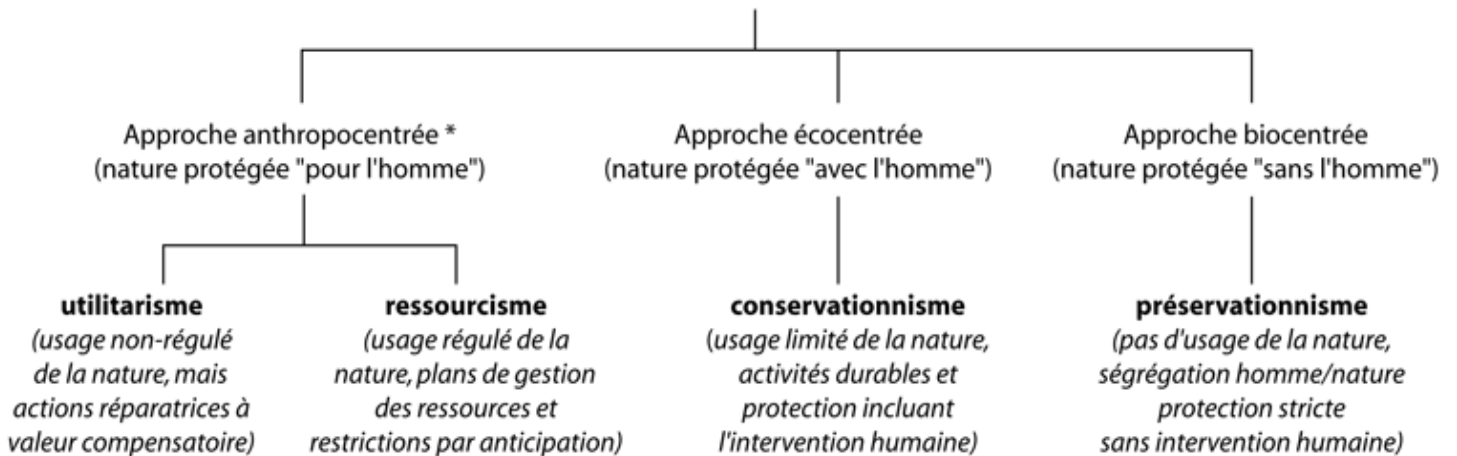 Approche anthropocentrée *
(nature protégée "pour l'homme")
Approche écocentrée
(nature protégée "avec l'homme")
Approche biocentrée
(nature protégée "sans l'homme")
utilitarisme
(usage non-régulé
de la nature, mais
actions réparatrices à
valeur compensatoire)
ressourcisme
(usage régulé de la
nature, plans de gestion
des ressources et
restrictions par anticipation)
conservationnisme
(usage limité de la nature,
activités durables et
protection incluant
l'intervention humaine)
préservationnisme
(pas d'usage de la nature,
ségrégation homme/nature
protection stricte
sans intervention humaine)